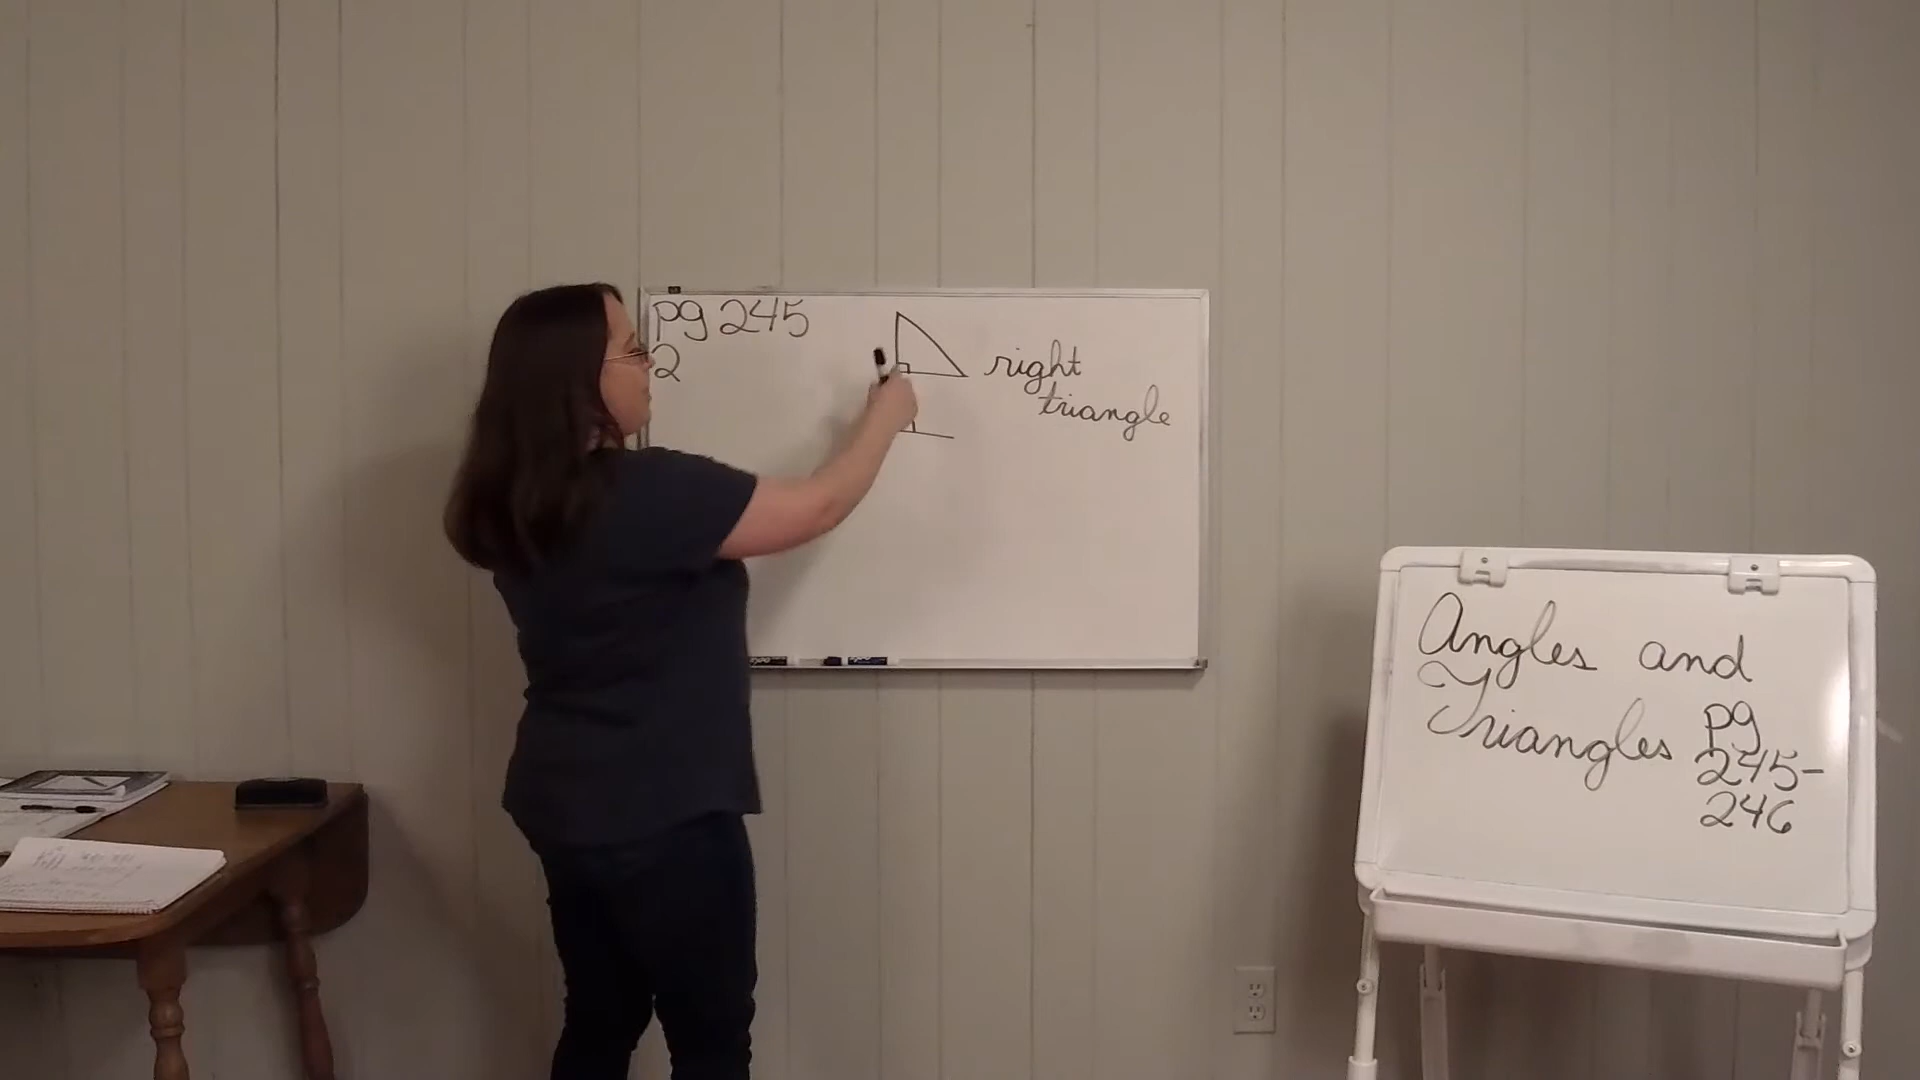 pg 245
2
right
triangle
Angles and
Triangles pg
245-
246